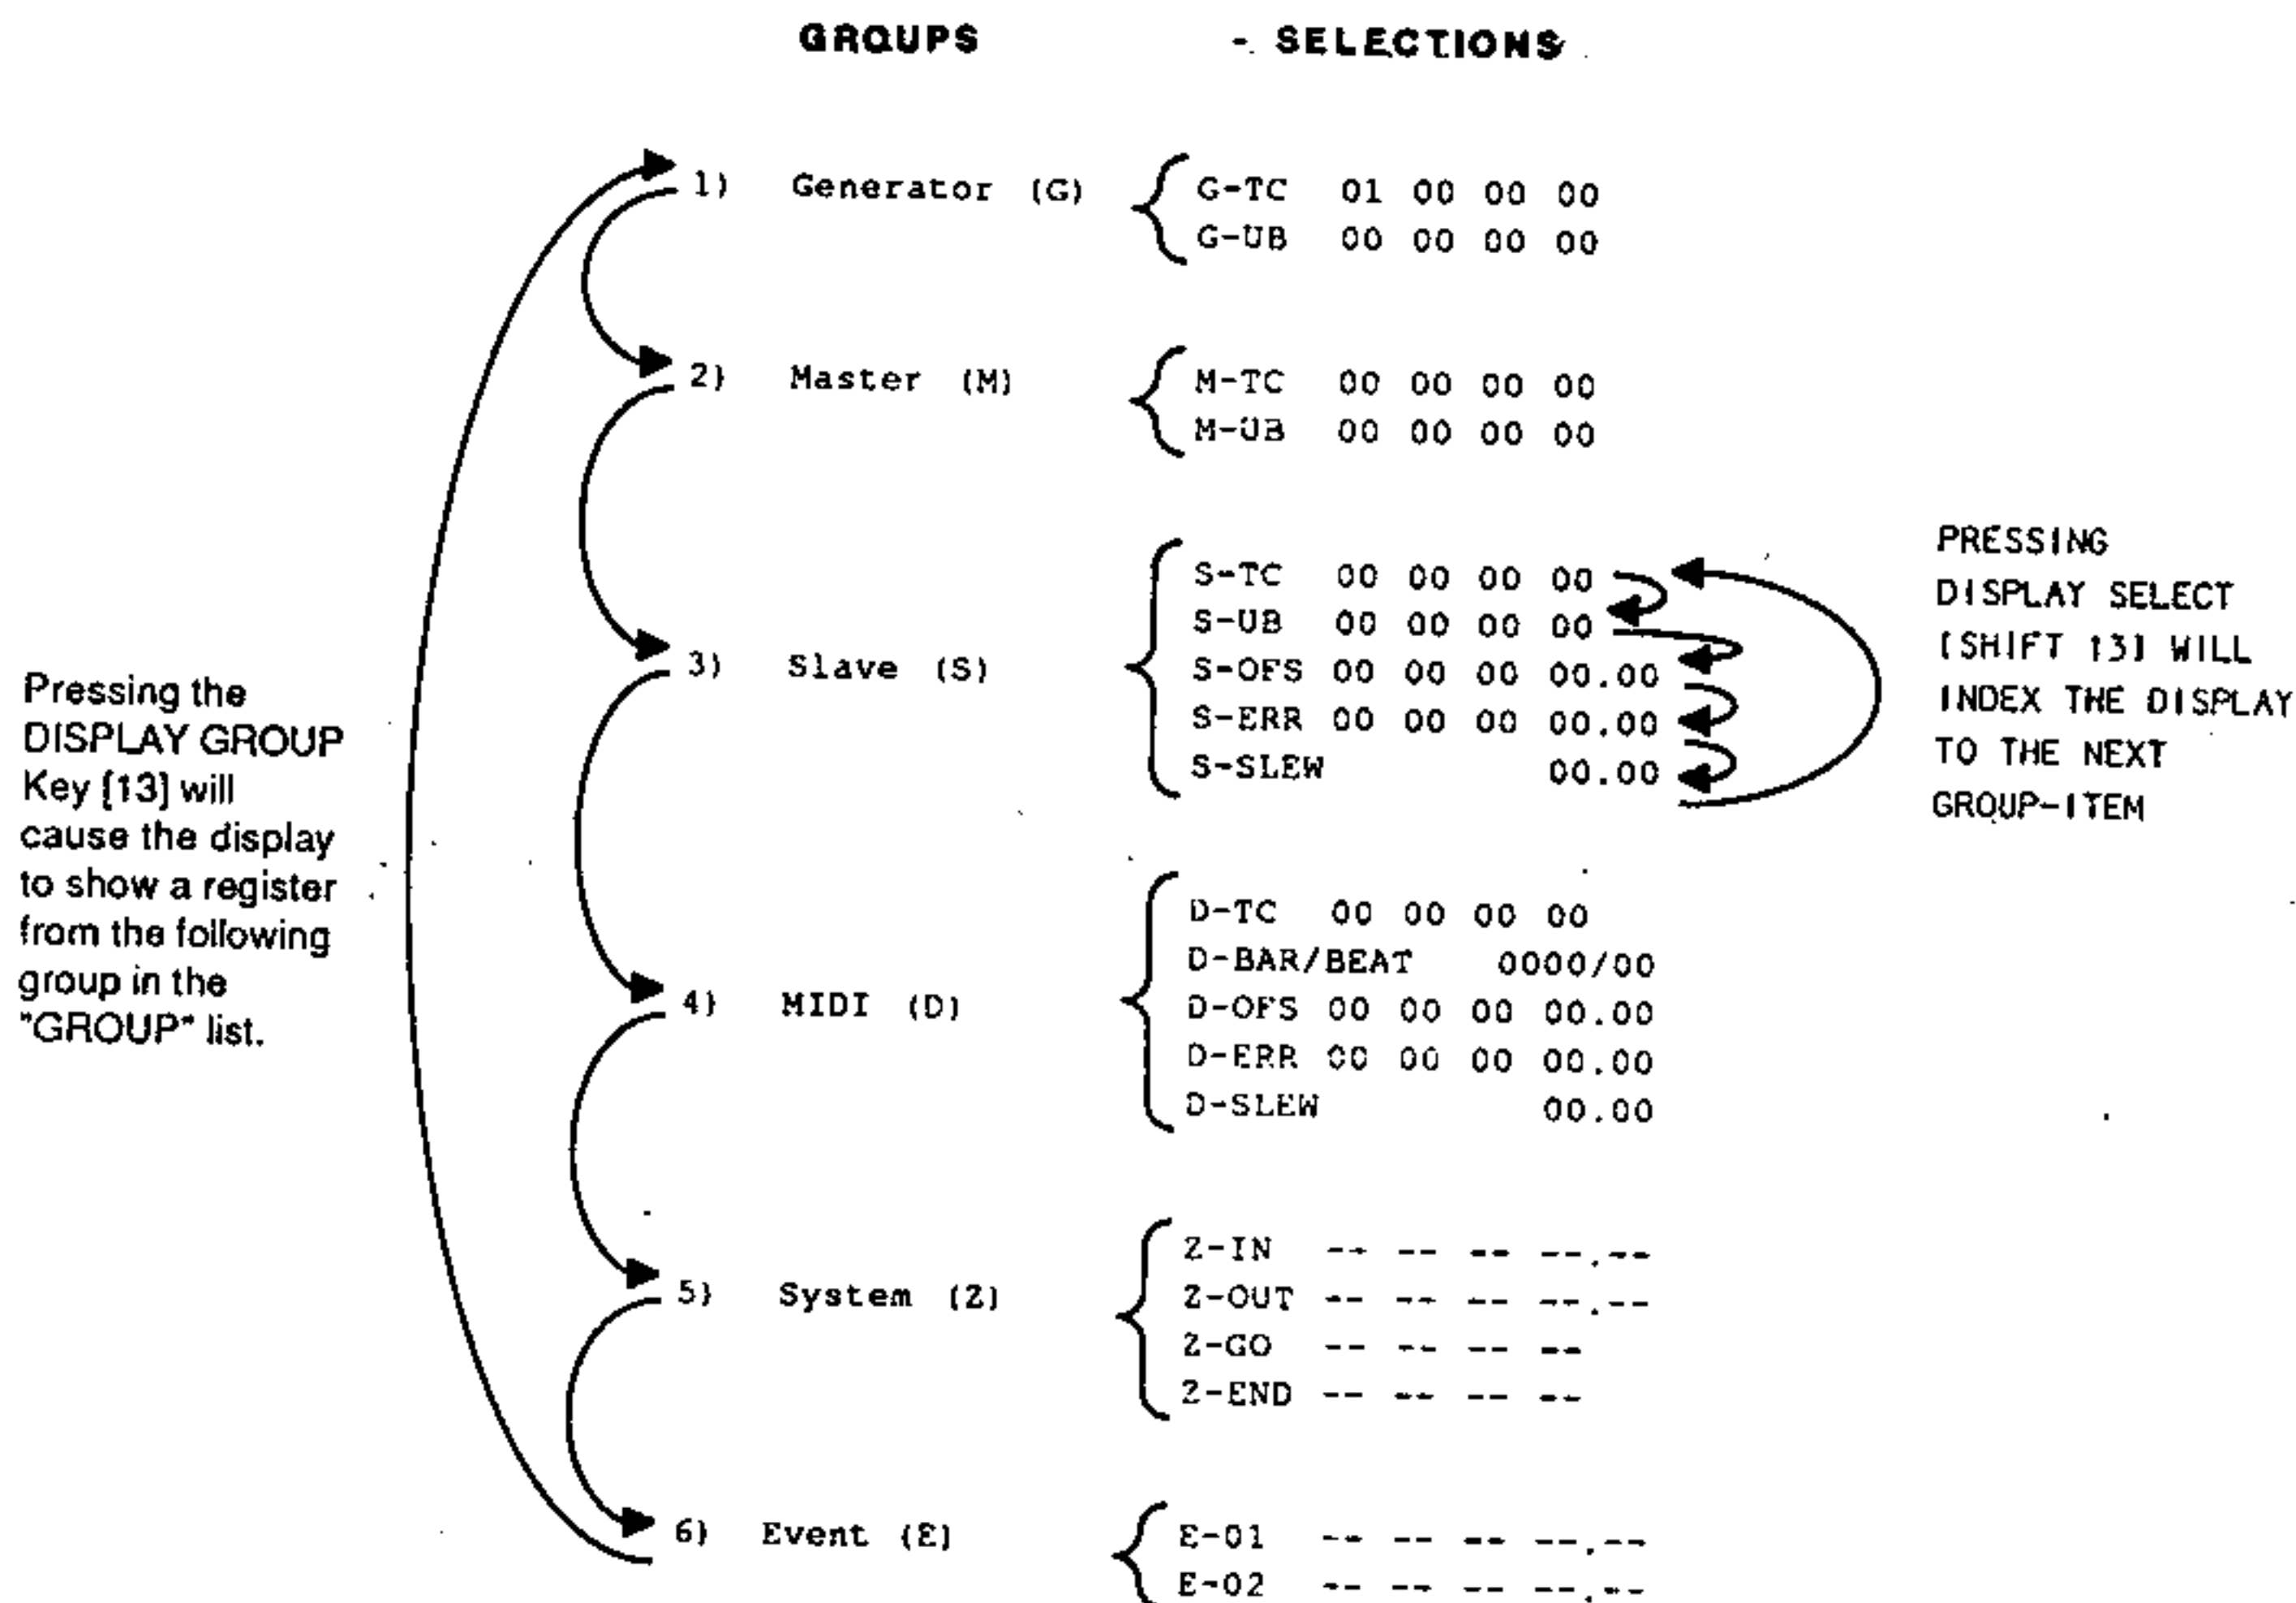 GROUPS - SELECTIONS
1) Generator (G)
G-TC 01 00 00 00
G-UB 00 00 00 00
2) Master (M)
M-TC 00 00 00 00
M-UB 00 00 00 00
3) Slave (S)
S-TC 00 00 00 00
S-UB 00 00 00 00
S-OFS 00 00 00 00.00
S-ERR 00 00 00 00.00
S-SLEW 00.00
PRESSING
DISPLAY SELECT
[SHIFT 13] WILL
INDEX THE DISPLAY
TO THE NEXT
GROUP-ITEM
Pressing the
DISPLAY GROUP
Key [13] will
cause the display
to show a register
from the following
group in the
"GROUP" list.
4) MIDI (D)
D-TC 00 00 00 00
D-BAR/BEAT 0000/00
D-OFS 00 00 00 00.00
D-ERR 00 00 00 00.00
D-SLEW 00.00
5) System (Z)
Z-IN -- -- -- --.--
Z-OUT -- -- -- --.--
Z-GO -- -- -- --
Z-END -- -- -- --
6) Event (E)
E-01 -- -- -- --.--
E-02 -- -- -- --.--